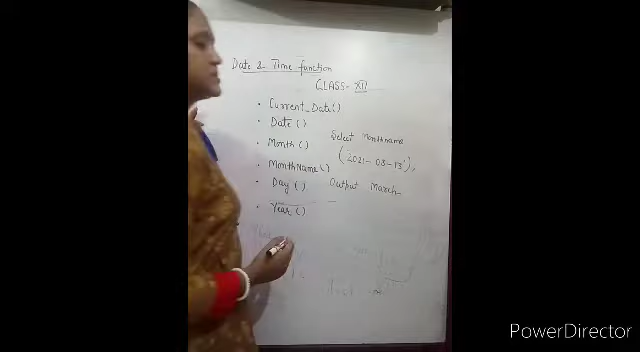 Date & Time function
CLASS- XII
• Current_Date()
• Date ()
• Month ()
Select Monthname
('2021-03-13');
• MonthName ()
• Day ()
Output March
• Year ()
PowerDirector